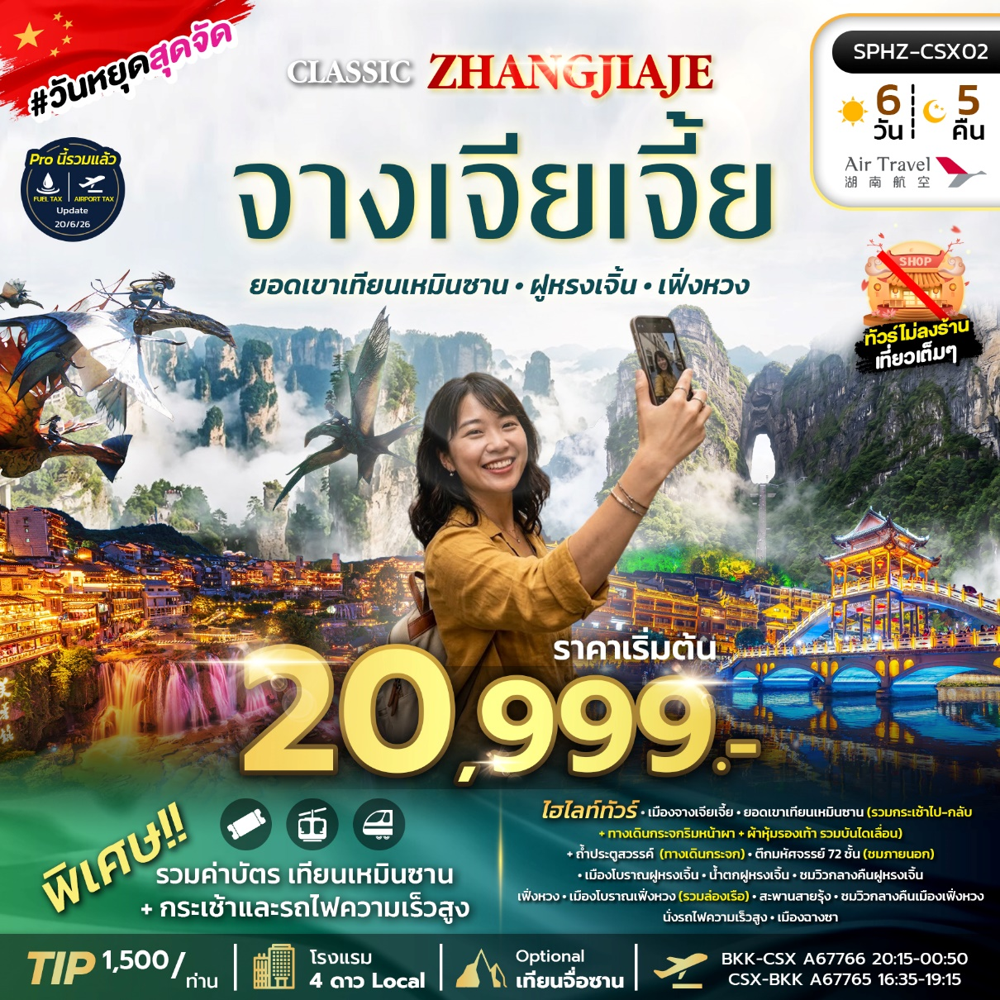 #วันหยุดสุดจัด
CLASSIC ZHANGJIAJE
SPHZ-CSX02
6 วัน 5 คืน
Air Travel
湖南航空
Pro นี้รวมแล้ว
FUEL TAX AIRPORT TAX
Update
20/6/26
จางเจียเจี้ย
ยอดเขาเทียนเหมินซาน • ฝูหรงเจิ้น • เฟิ่งหวง
SHOP
ทัวร์ไม่ลงร้าน
เที่ยวเต็มๆ
ราคาเริ่มต้น
20,999.-
พิเศษ!!
รวมค่าบัตร เทียนเหมินซาน
+ กระเช้าและรถไฟความเร็วสูง
ไฮไลท์ทัวร์ • เมืองจางเจียเจี้ย • ยอดเขาเทียนเหมินซาน (รวมกระเช้าไป-กลับ
+ ทางเดินกระจกริมหน้าผา + ผ้าหุ้มรองเท้า รวมบันไดเลื่อน)
+ ถ้ำประตูสวรรค์ (ทางเดินกระจก) • ตึกมหัศจรรย์ 72 ชั้น (ชมภายนอก)
• เมืองโบราณฝูหรงเจิ้น • น้ำตกฝูหรงเจิ้น • ชมวิวกลางคืนฝูหรงเจิ้น
เฟิ่งหวง • เมืองโบราณเฟิ่งหวง (รวมล่องเรือ) • สะพานสายรุ้ง • ชมวิวกลางคืนเมืองเฟิ่งหวง
นั่งรถไฟความเร็วสูง • เมืองฉางซา
TIP 1,500/ท่าน
โรงแรม
4 ดาว Local
Optional
เทียนจื่อซาน
BKK-CSX A67766 20:15-00:50
CSX-BKK A67765 16:35-19:15